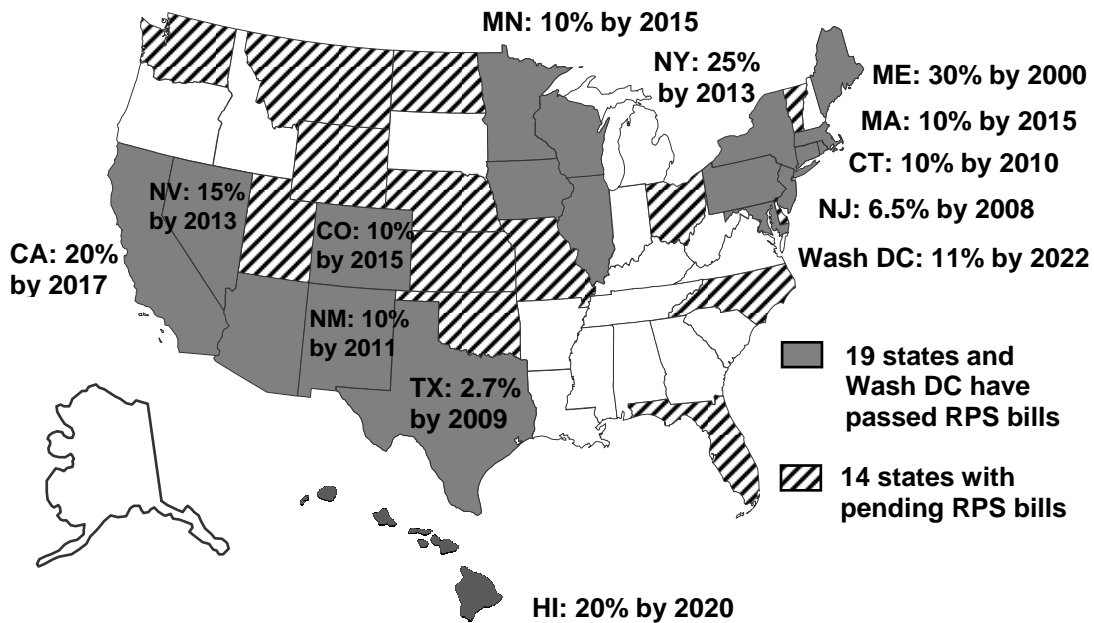 MN: 10% by 2015
NY: 25%
by 2013
ME: 30% by 2000
MA: 10% by 2015
CT: 10% by 2010
NJ: 6.5% by 2008
Wash DC: 11% by 2022
NV: 15%
by 2013
CO: 10%
by 2015
CA: 20%
by 2017
NM: 10%
by 2011
TX: 2.7%
by 2009
19 states and
Wash DC have
passed RPS bills
14 states with
pending RPS bills
HI: 20% by 2020